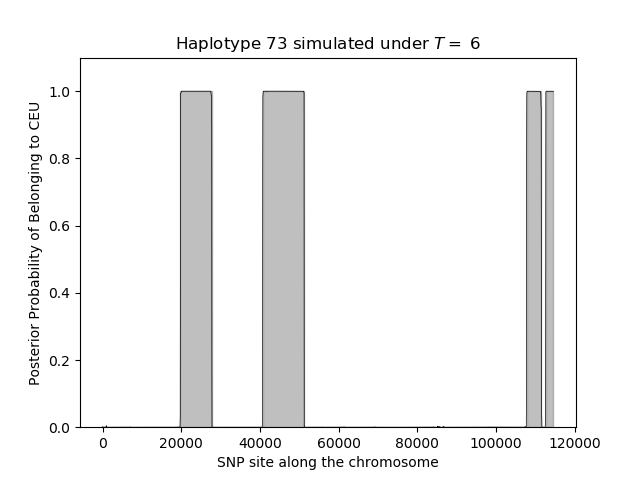 Haplotype 73 simulated under T = 6
Posterior Probability of Belonging to CEU
1.0
0.8
0.6
0.4
0.2
0.0
0 20000 40000 60000 80000 100000 120000
SNP site along the chromosome